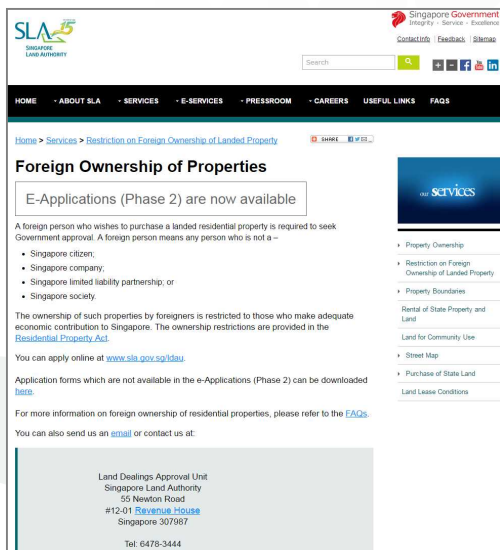 SLA 15
SINGAPORE
LAND AUTHORITY
Singapore Government
Integrity · Service · Excellence
Contact Info | Feedback | Sitemap
Search
+ - f in
HOME ABOUT SLA SERVICES E-SERVICES PRESSROOM CAREERS USEFUL LINKS FAQS
Home > Services > Restriction on Foreign Ownership of Landed Property
SHARE
Foreign Ownership of Properties
E-Applications (Phase 2) are now available
A foreign person who wishes to purchase a landed residential property is required to seek
Government approval. A foreign person means any person who is not a –
• Singapore citizen;
• Singapore company;
• Singapore limited liability partnership; or
• Singapore society.
The ownership of such properties by foreigners is restricted to those who make adequate
economic contribution to Singapore. The ownership restrictions are provided in the
Residential Property Act.
You can apply online at www.sla.gov.sg/ldau.
Application forms which are not available in the e-Applications (Phase 2) can be downloaded
here.
For more information on foreign ownership of residential properties, please refer to the FAQs.
You can also send us an email or contact us at:
Land Dealings Approval Unit
Singapore Land Authority
55 Newton Road
#12-01 Revenue House
Singapore 307987
Tel: 6478-3444
our services
Property Ownership
Restriction on Foreign
Ownership of Landed Property
Property Boundaries
Rental of State Property and
Land
Land for Community Use
Street Map
Purchase of State Land
Land Lease Conditions